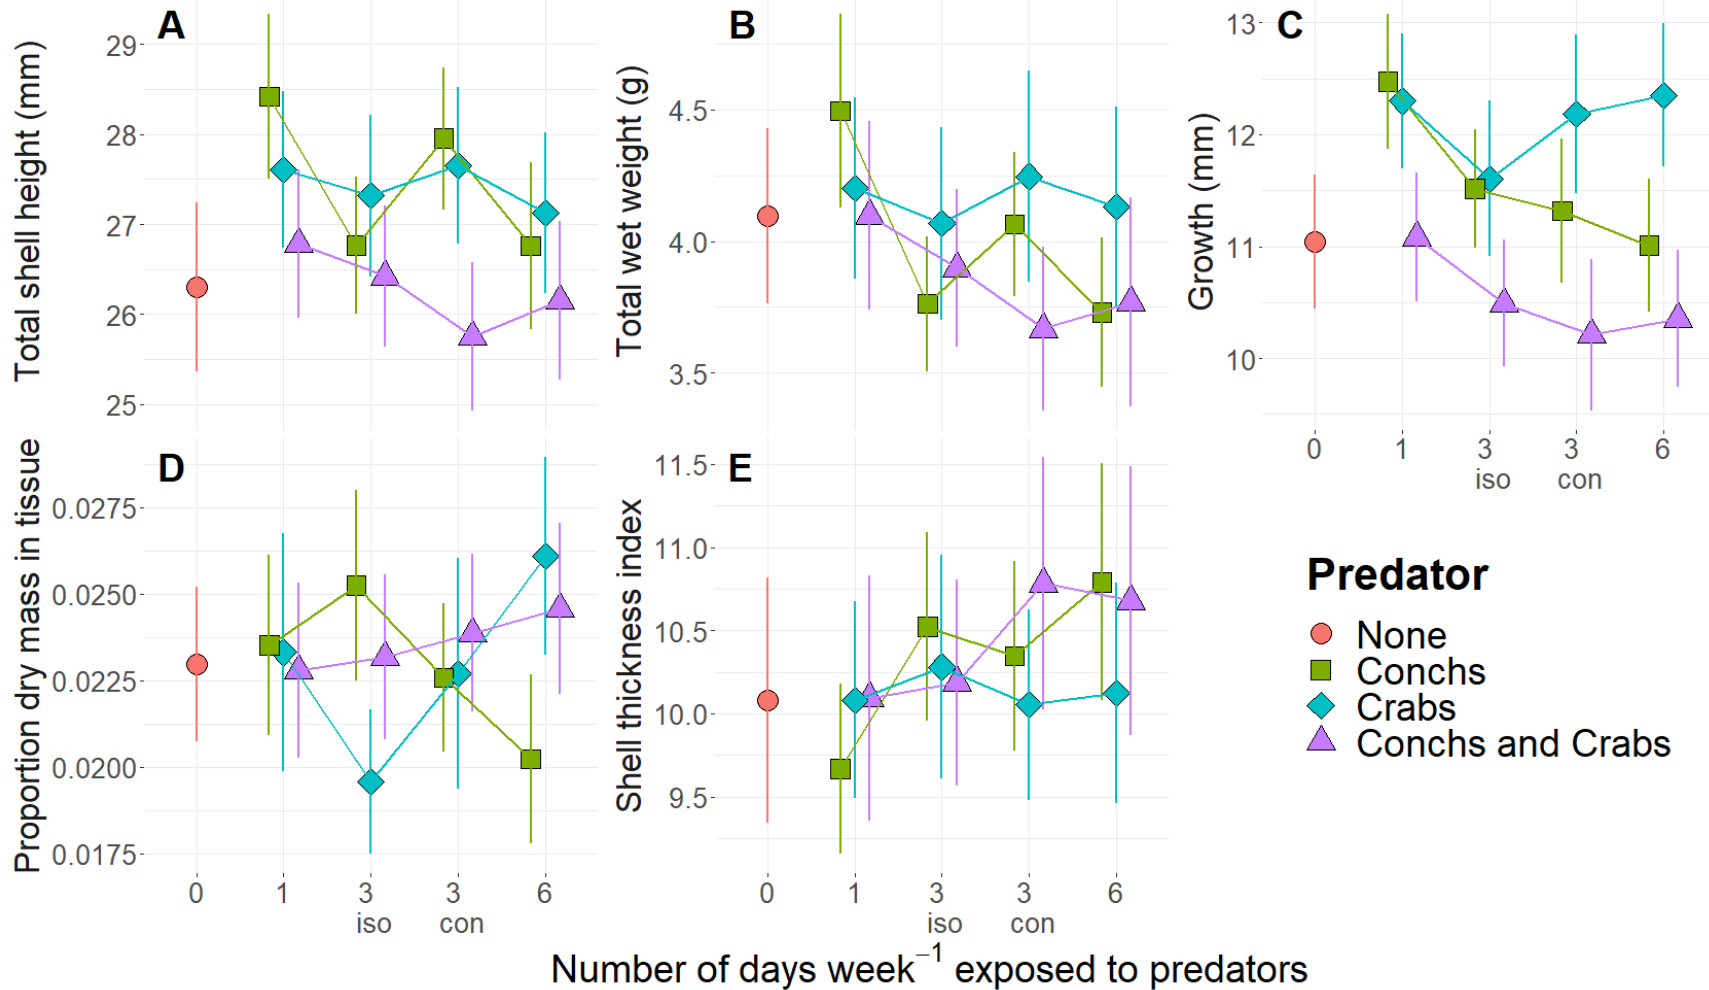 A
Total shell height (mm)
29
28
27
26
25
B
Total wet weight (g)
4.5
4.0
3.5
C
Growth (mm)
13
12
11
10
0
1
3
iso
3
con
6
D
Proportion dry mass in tissue
0.0275
0.0250
0.0225
0.0200
0.0175
0
1
3
iso
3
con
6
E
Shell thickness index
11.5
11.0
10.5
10.0
9.5
0
1
3
iso
3
con
6
Predator
None
Conchs
Crabs
Conchs and Crabs
Number of days week⁻¹ exposed to predators